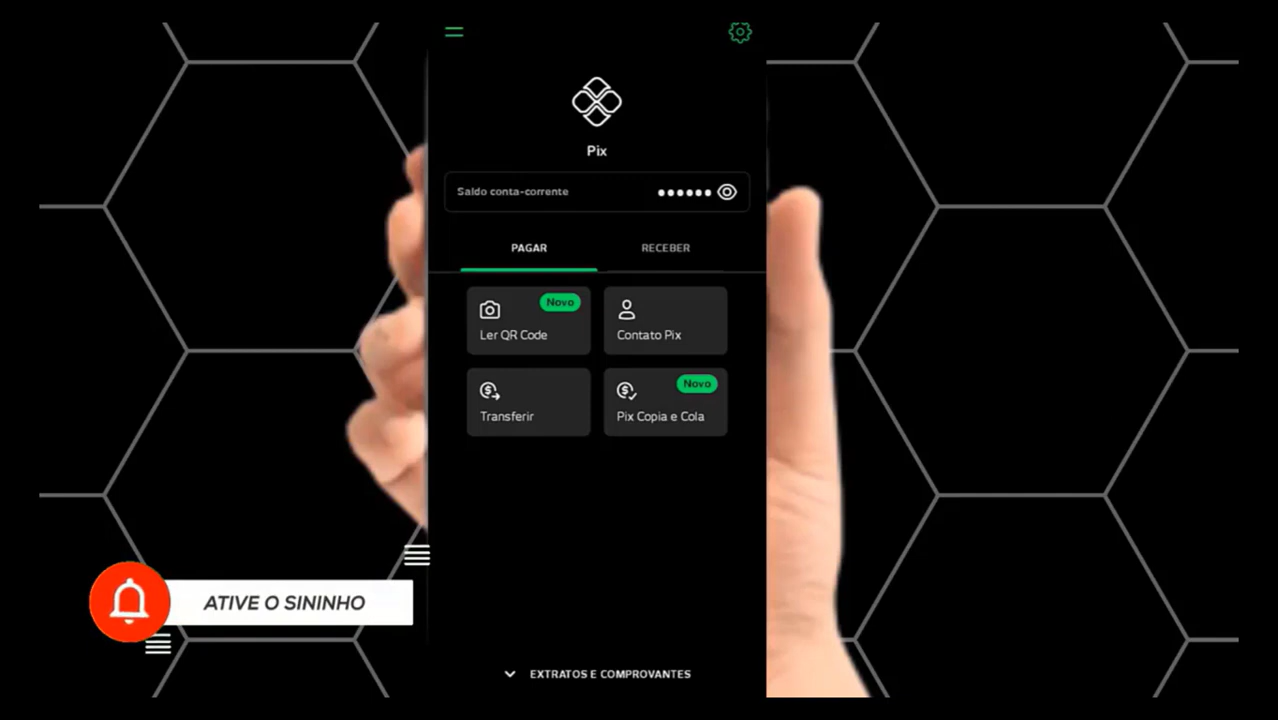 Pix
Saldo conta-corrente
PAGAR
RECEBER
Novo
Ler QR Code
Contato Pix
Transferir
Novo
Pix Copia e Cola
ATIVE O SININHO
EXTRATOS E COMPROVANTES